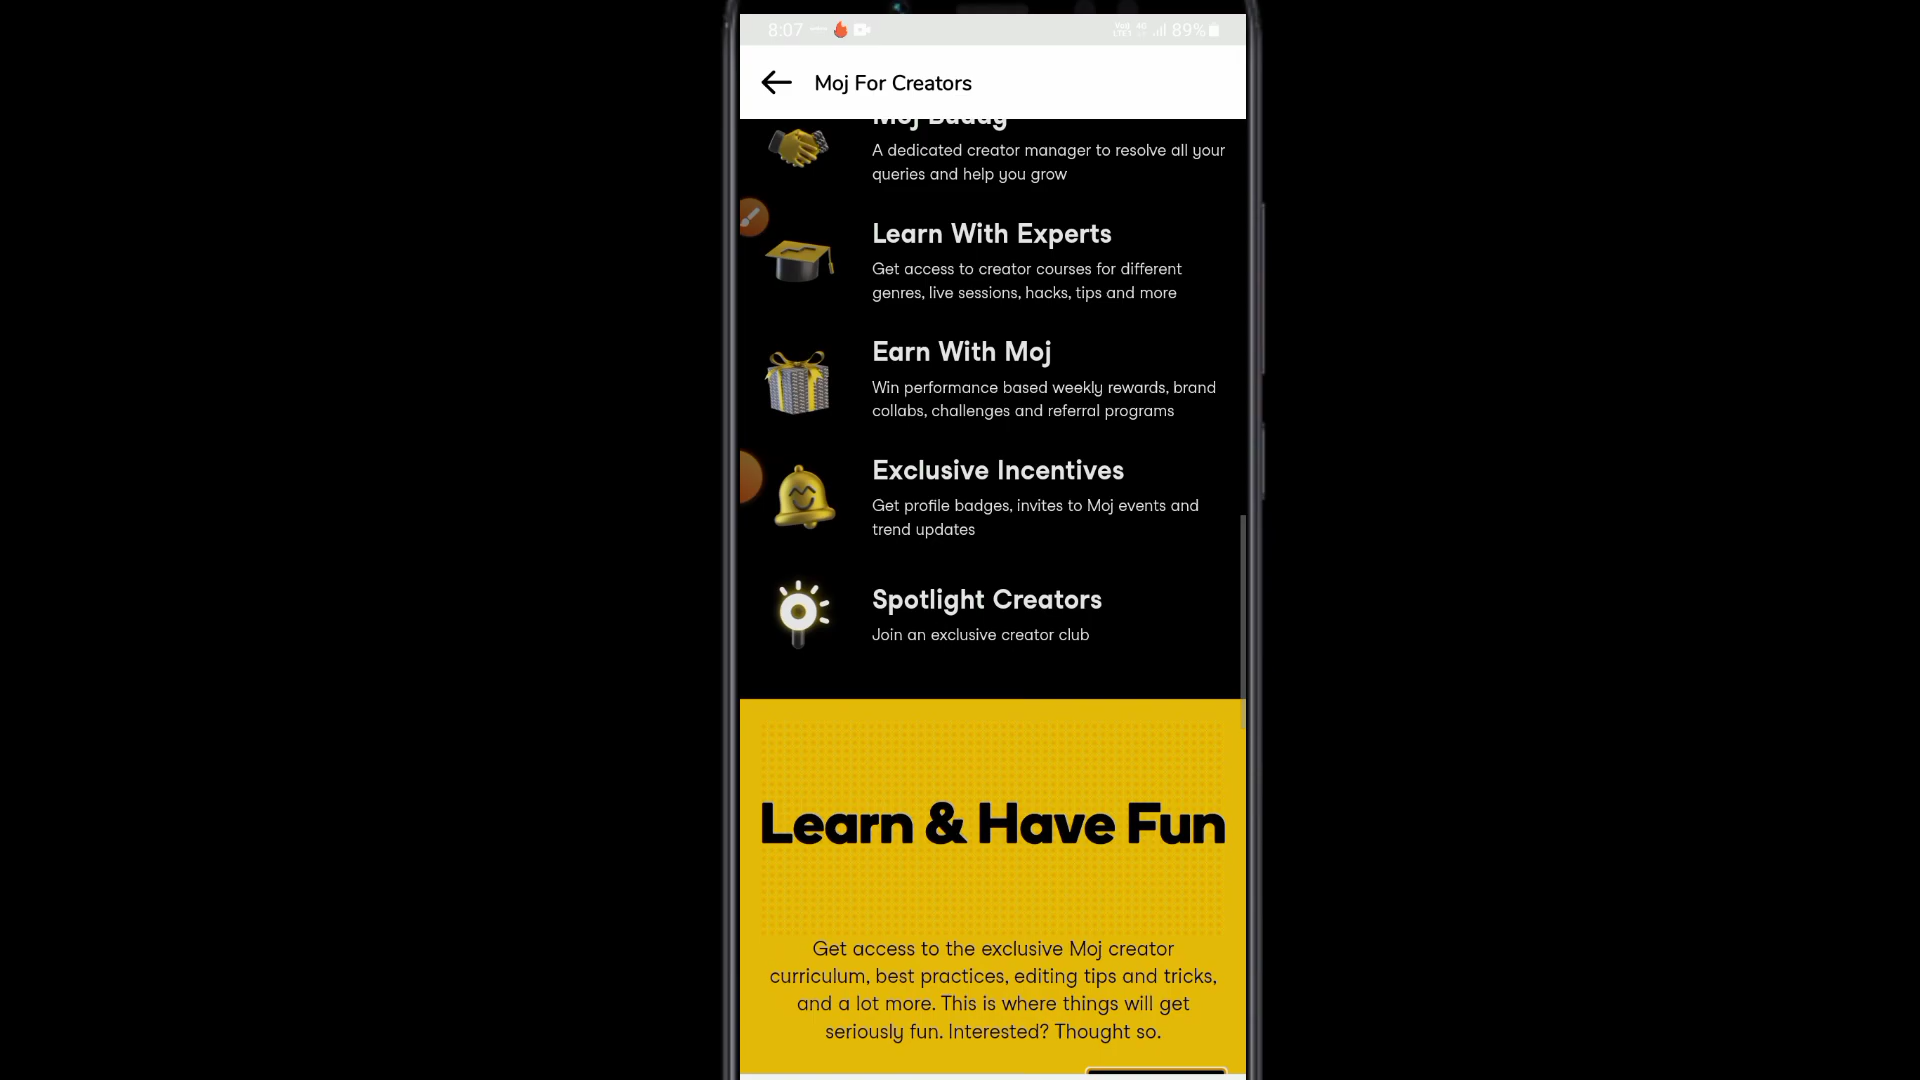 8:07
89%
Moj For Creators
Moj Buddy
A dedicated creator manager to resolve all your
queries and help you grow
Learn With Experts
Get access to creator courses for different
genres, live sessions, hacks, tips and more
Earn With Moj
Win performance based weekly rewards, brand
collabs, challenges and referral programs
Exclusive Incentives
Get profile badges, invites to Moj events and
trend updates
Spotlight Creators
Join an exclusive creator club
Learn & Have Fun
Get access to the exclusive Moj creator
curriculum, best practices, editing tips and tricks,
and a lot more. This is where things will get
seriously fun. Interested? Thought so.